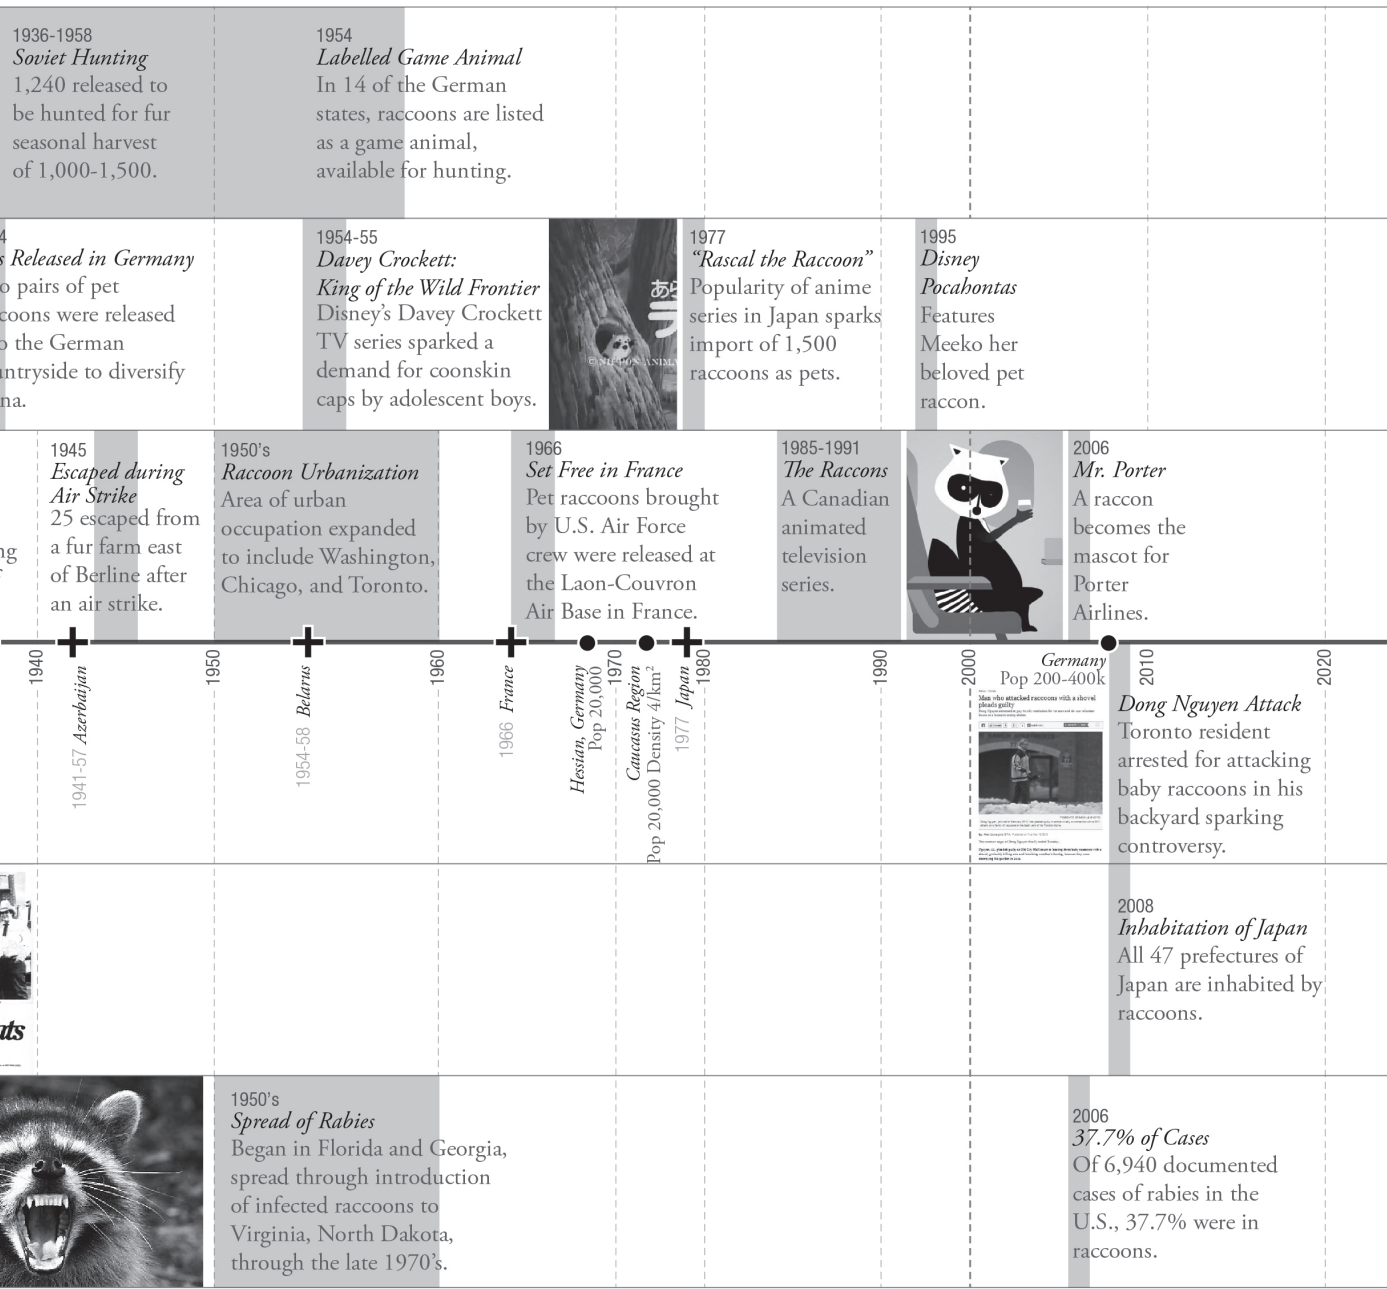 1936-1958
Soviet Hunting
1,240 released to
be hunted for fur
seasonal harvest
of 1,000-1,500.
1954
Labelled Game Animal
In 14 of the German
states, raccoons are listed
as a game animal,
available for hunting.
4
s Released in Germany
o pairs of pet
coons were released
o the German
untryside to diversify
na.
1954-55
Davey Crockett:
King of the Wild Frontier
Disney's Davey Crockett
TV series sparked a
demand for coonskin
caps by adolescent boys.
あら
©NIPPON ANIMA
1977
“Rascal the Raccoon”
Popularity of anime
series in Japan sparks
import of 1,500
raccoons as pets.
1995
Disney
Pocahontas
Features
Meeko her
beloved pet
raccon.
ng
1945
Escaped during
Air Strike
25 escaped from
a fur farm east
of Berline after
an air strike.
1950's
Raccoon Urbanization
Area of urban
occupation expanded
to include Washington,
Chicago, and Toronto.
1966
Set Free in France
Pet raccoons brought
by U.S. Air Force
crew were released at
the Laon-Couvron
Air Base in France.
1985-1991
The Raccons
A Canadian
animated
television
series.
2006
Mr. Porter
A raccon
becomes the
mascot for
Porter
Airlines.
1940
1950
1960
1970
1980
1990
2000
2010
2020
1941-57 Azerbaijan
1954-58 Belarus
1966 France
Hessian, Germany
Pop 20,000
Caucasus Region
Pop 20,000 Density 4/km²
1977 Japan
Germany
Pop 200-400k
Man who attacked raccoons with a shovel
pleads guilty
Dong Nguyen Attack
Toronto resident
arrested for attacking
baby raccoons in his
backyard sparking
controversy.
2008
Inhabitation of Japan
All 47 prefectures of
Japan are inhabited by
raccoons.
ats
1950's
Spread of Rabies
Began in Florida and Georgia,
spread through introduction
of infected raccoons to
Virginia, North Dakota,
through the late 1970's.
2006
37.7% of Cases
Of 6,940 documented
cases of rabies in the
U.S., 37.7% were in
raccoons.